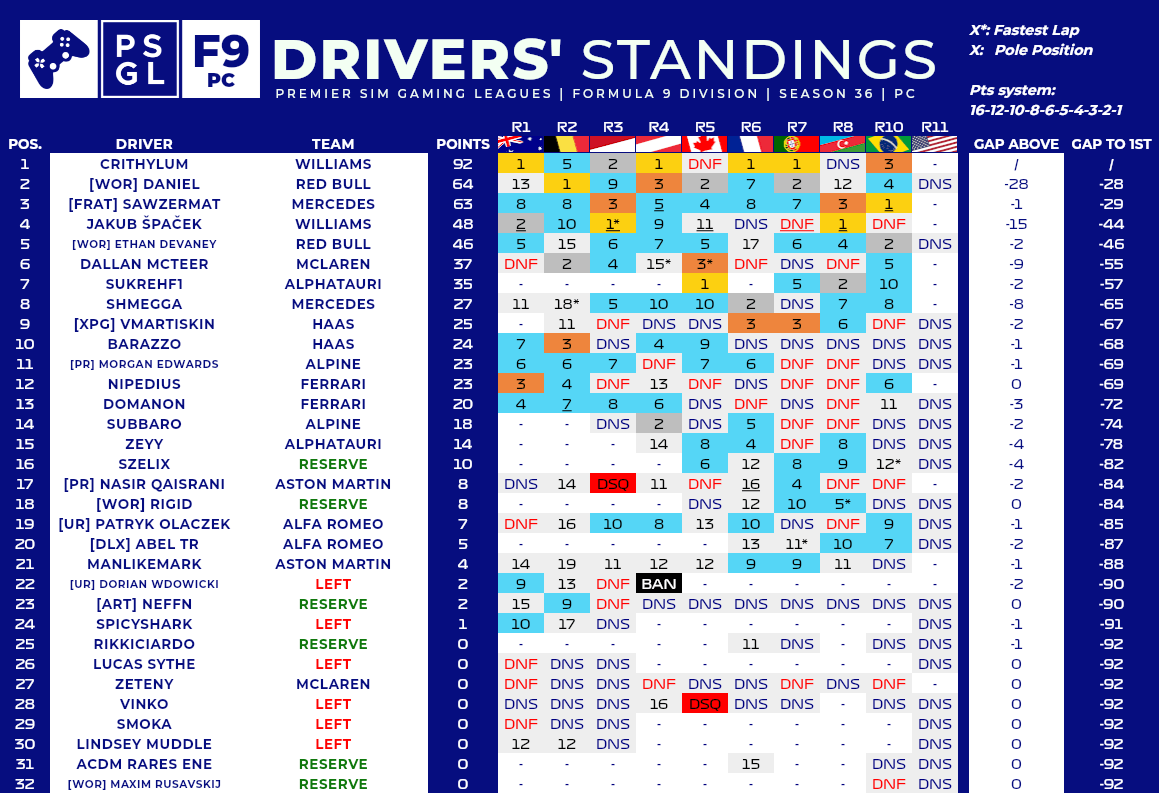 PS
GL
F9
PC
DRIVERS' STANDINGS
PREMIER SIM GAMING LEAGUES | FORMULA 9 DIVISION | SEASON 36 | PC
X*: Fastest Lap
X: Pole Position
Pts system:
16-12-10-8-6-5-4-3-2-1
R1 R2 R3 R4 R5 R6 R7 R8 R10 R11
POS. DRIVER TEAM POINTS GAP ABOVE GAP TO 1ST
1 CRITHYLUM WILLIAMS 92 1 5 2 1 DNF 1 1 DNS 3 - / /
2 [WOR] DANIEL RED BULL 64 13 1 9 3 2 7 2 12 4 DNS -28 -28
3 [FRAT] SAWZERMAT MERCEDES 63 8 8 3 5 4 8 7 3 1 - -1 -29
4 JAKUB ŠPAČEK WILLIAMS 48 2 10 1* 9 11 DNS DNF 1 DNF - -15 -44
5 [WOR] ETHAN DEVANEY RED BULL 46 5 15 6 7 5 17 6 4 2 DNS -2 -46
6 DALLAN MCTEER MCLAREN 37 DNF 2 4 15* 3* DNF DNS DNF 5 - -9 -55
7 SUKREHF1 ALPHATAURI 35 - - - - 1 - 5 2 10 - -2 -57
8 SHMEGGA MERCEDES 27 11 18* 5 10 10 2 DNS 7 8 - -8 -65
9 [XPG] VMARTISKIN HAAS 25 - 11 DNF DNS DNS 3 3 6 DNF DNS -2 -67
10 BARAZZO HAAS 24 7 3 DNS 4 9 DNS DNS DNS DNS DNS -1 -68
11 [PR] MORGAN EDWARDS ALPINE 23 6 6 7 DNF 7 6 DNF DNF DNS DNS -1 -69
12 NIPEDIUS FERRARI 23 3 4 DNF 13 DNF DNS DNF DNF 6 - 0 -69
13 DOMANON FERRARI 20 4 7 8 6 DNS DNF DNS DNF 11 DNS -3 -72
14 SUBBARO ALPINE 18 - - DNS 2 DNS 5 DNF DNF DNS DNS -2 -74
15 ZEYY ALPHATAURI 14 - - - 14 8 4 DNF 8 DNS DNS -4 -78
16 SZELIX RESERVE 10 - - - - 6 12 8 9 12* DNS -4 -82
17 [PR] NASIR QAISRANI ASTON MARTIN 8 DNS 14 DSQ 11 DNF 16 4 DNF DNF - -2 -84
18 [WOR] RIGID RESERVE 8 - - - - DNS 12 10 5* DNS DNS 0 -84
19 [UR] PATRYK OLACZEK ALFA ROMEO 7 DNF 16 10 8 13 10 DNS DNF 9 DNS -1 -85
20 [DLX] ABEL TR ALFA ROMEO 5 - - - - - 13 11* 10 7 DNS -2 -87
21 MANLIKEMARK ASTON MARTIN 4 14 19 11 12 12 9 9 11 DNS - -1 -88
22 [UR] DORIAN WDOWICKI LEFT 2 9 13 DNF BAN - - - - - - -2 -90
23 [ART] NEFFN RESERVE 2 15 9 DNF DNS DNS DNS DNS DNS DNS DNS 0 -90
24 SPICYSHARK LEFT 1 10 17 DNS - - - - - - DNS -1 -91
25 RIKKICIARDO RESERVE 0 - - - - - 11 DNS - DNS DNS -1 -92
26 LUCAS SYTHE LEFT 0 DNF DNS DNS - - - - - - DNS 0 -92
27 ZETENY MCLAREN 0 DNF DNS DNS DNF DNS DNS DNF DNS DNF - 0 -92
28 VINKO LEFT 0 DNS DNS DNS 16 DSQ DNS DNS - DNS DNS 0 -92
29 SMOKA LEFT 0 DNF DNS DNS - - - - - - DNS 0 -92
30 LINDSEY MUDDLE LEFT 0 12 12 DNS - - - - - - DNS 0 -92
31 ACDM RARES ENE RESERVE 0 - - - - - 15 - - DNS DNS 0 -92
32 [WOR] MAXIM RUSAVSKIJ RESERVE 0 - - - - - - - - DNF DNS 0 -92